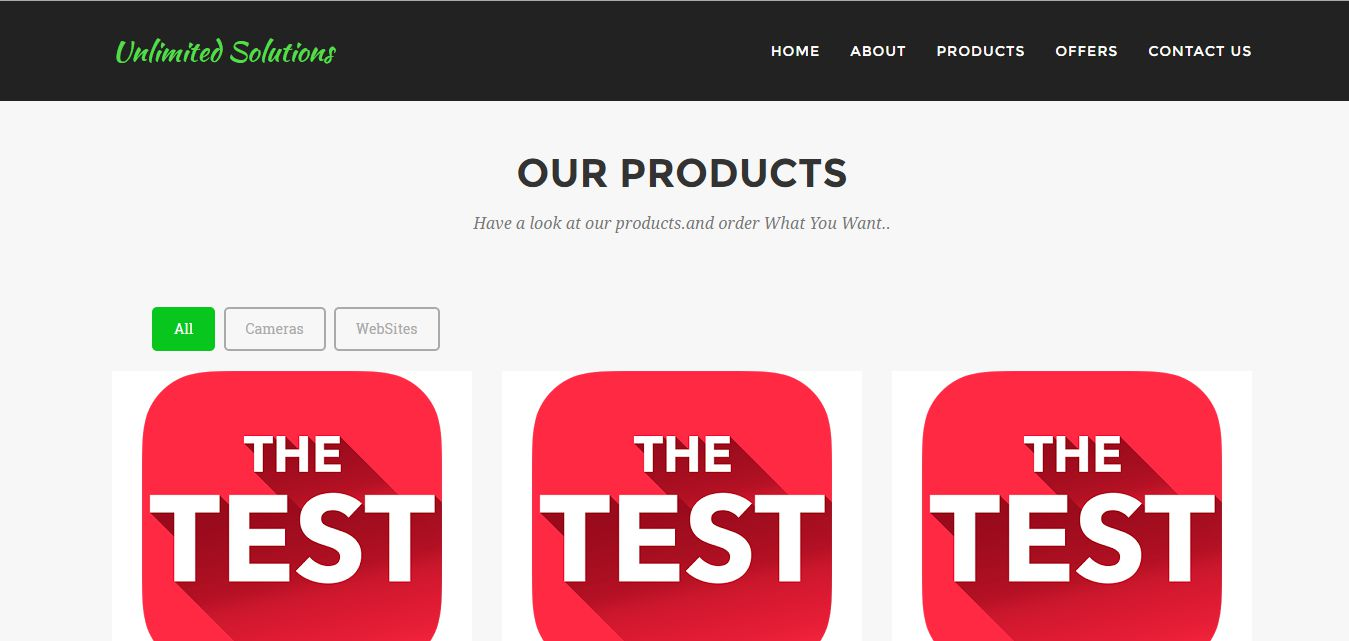 Unlimited Solutions HOME ABOUT PRODUCTS OFFERS CONTACT US
OUR PRODUCTS
Have a look at our products.and order What You Want..
All Cameras WebSites
THE THE THE
TEST TEST TEST